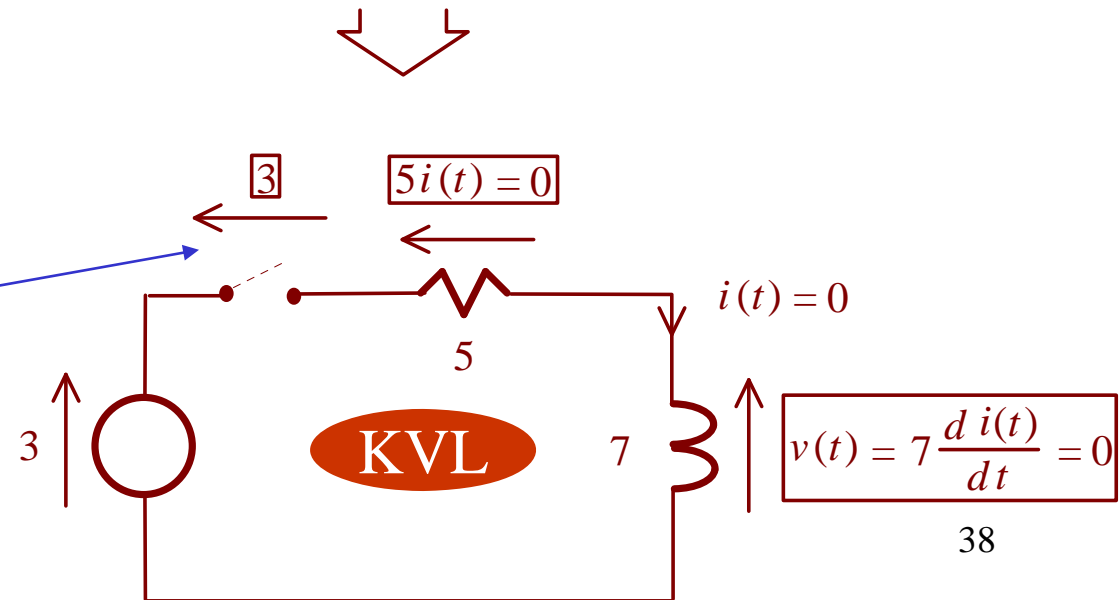 3
5i(t) = 0
i(t) = 0
5
3
KVL
7
v(t) = 7 d i(t) / dt = 0
38